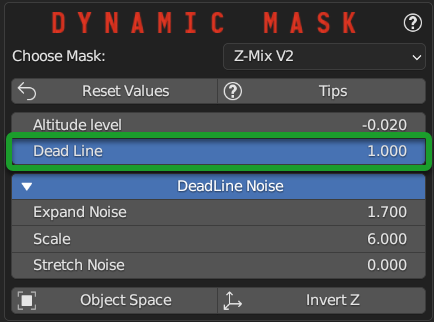 DYNAMIC MASK ?
Choose Mask: Z-Mix V2
Reset Values ? Tips
Altitude level -0.020
Dead Line 1.000
DeadLine Noise
Expand Noise 1.700
Scale 6.000
Stretch Noise 0.000
Object Space Invert Z